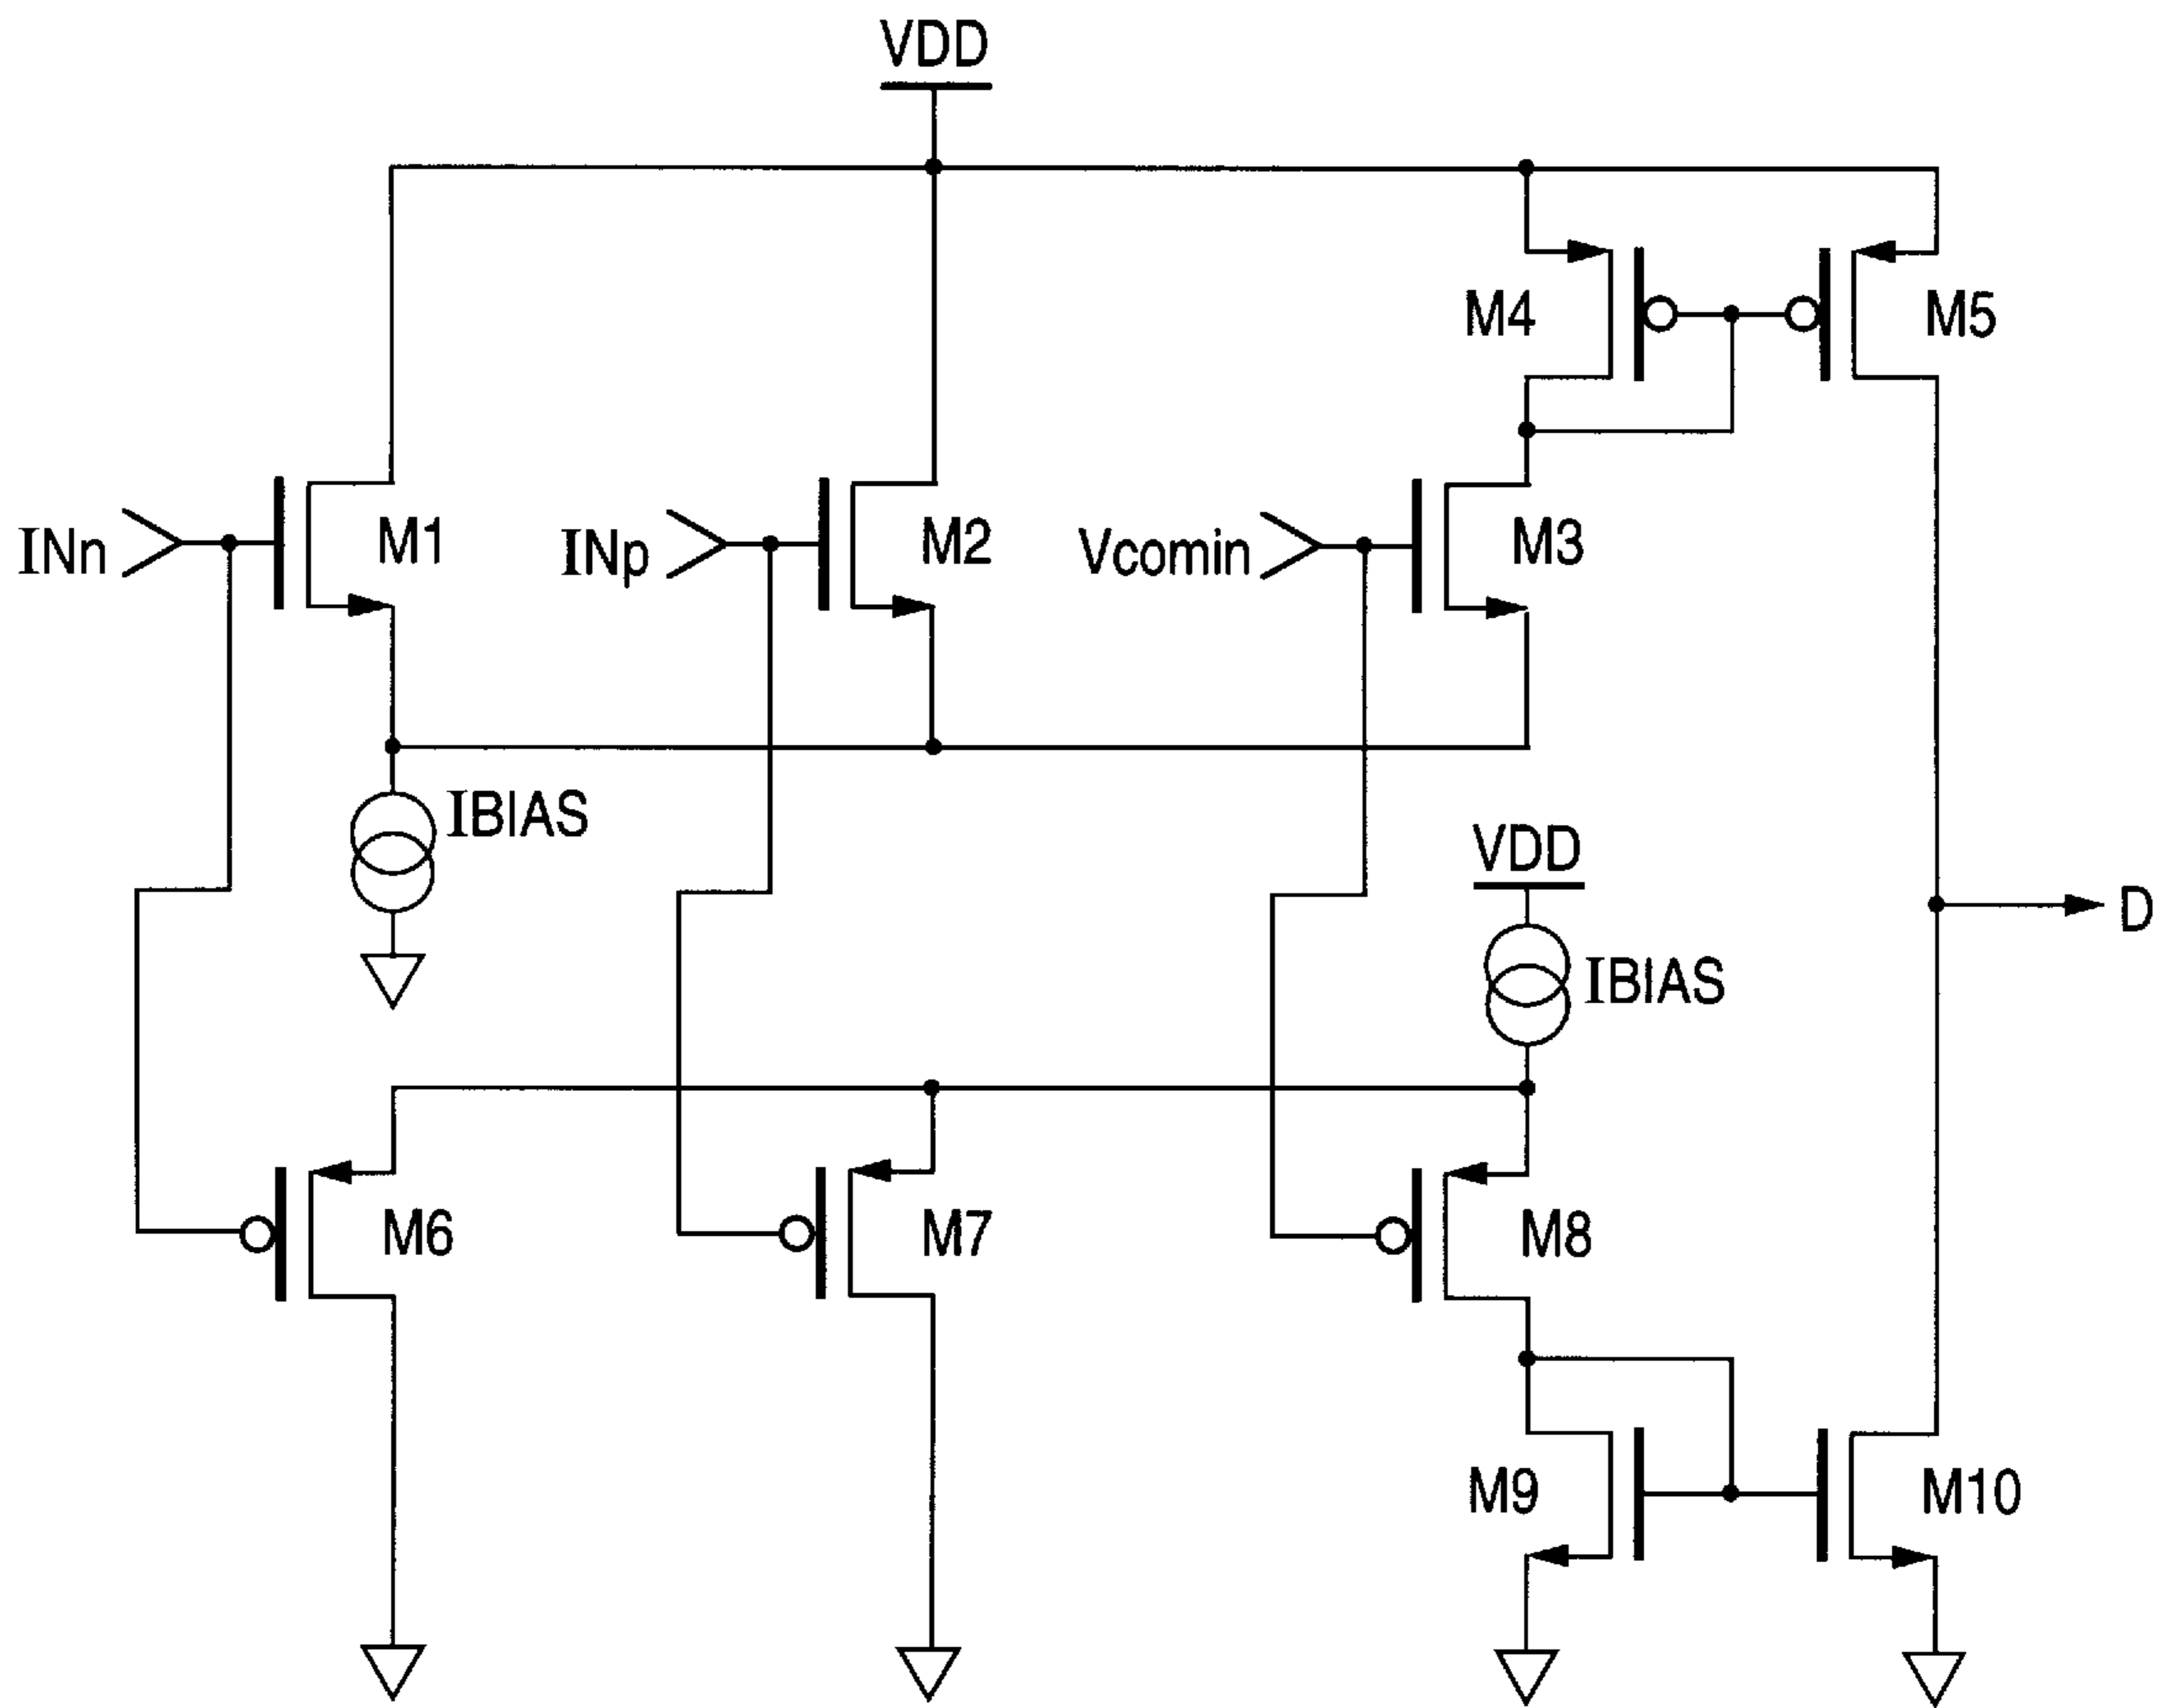 VDD
M4
M5
INn
M1
INp
M2
Vcomin
M3
IBIAS
VDD
D
IBIAS
M6
M7
M8
M9
M10